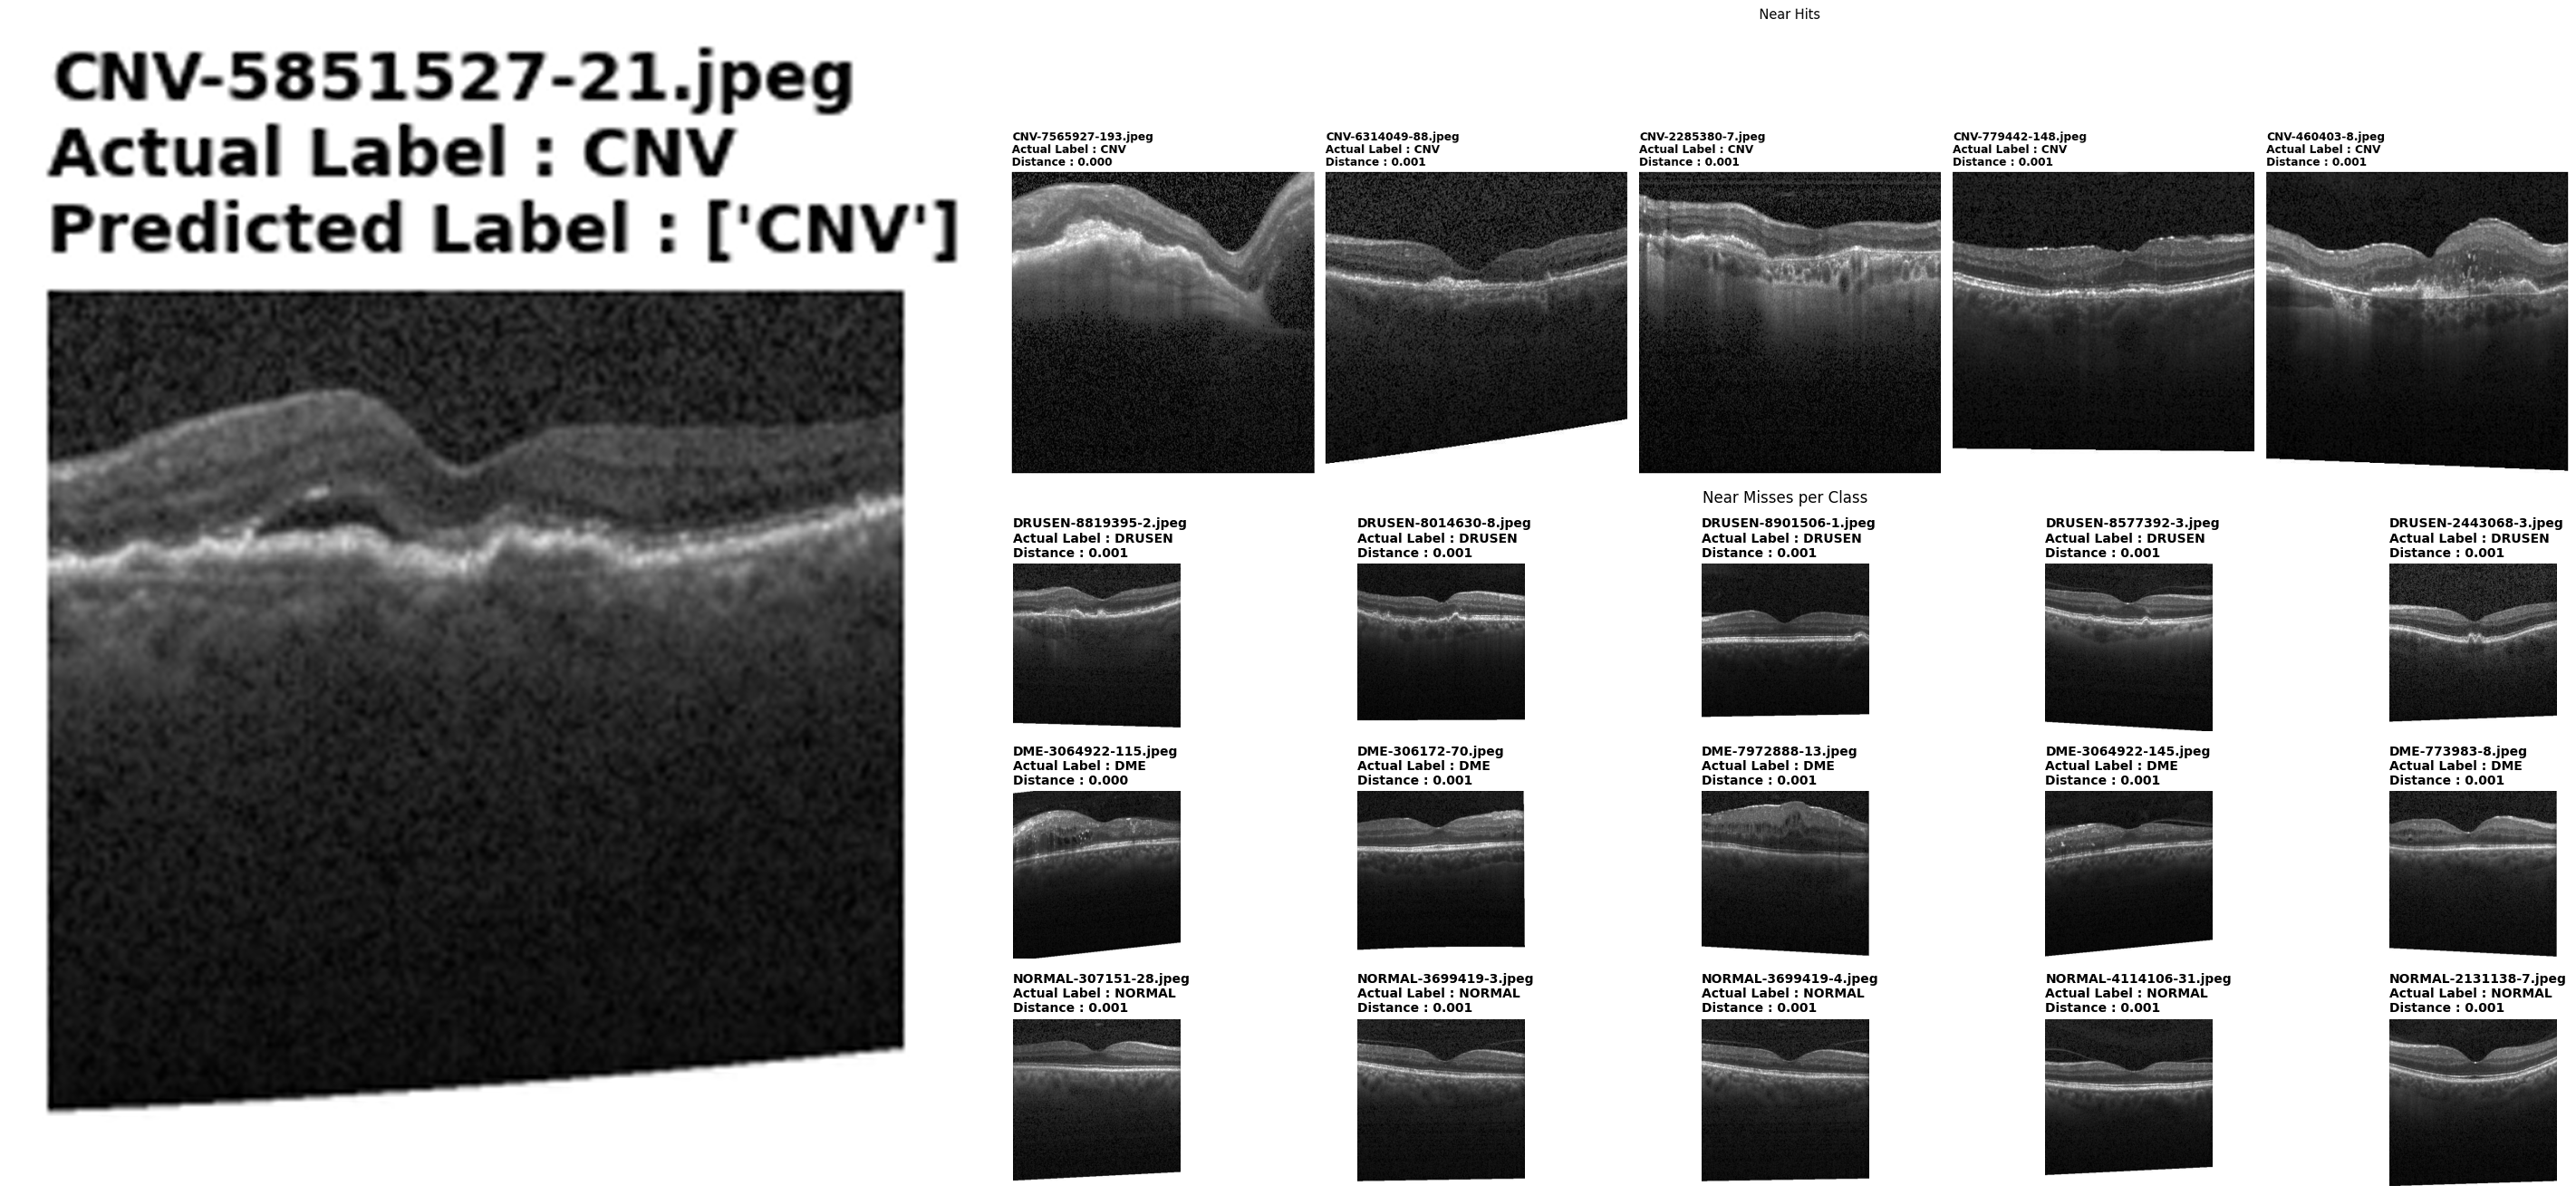 CNV-5851527-21.jpeg
Actual Label : CNV
Predicted Label : ['CNV']
Near Hits
CNV-7565927-193.jpeg
Actual Label : CNV
Distance : 0.000
CNV-6314049-88.jpeg
Actual Label : CNV
Distance : 0.001
CNV-2285380-7.jpeg
Actual Label : CNV
Distance : 0.001
CNV-779442-148.jpeg
Actual Label : CNV
Distance : 0.001
CNV-460403-8.jpeg
Actual Label : CNV
Distance : 0.001
Near Misses per Class
DRUSEN-8819395-2.jpeg
Actual Label : DRUSEN
Distance : 0.001
DRUSEN-8014630-8.jpeg
Actual Label : DRUSEN
Distance : 0.001
DRUSEN-8901506-1.jpeg
Actual Label : DRUSEN
Distance : 0.001
DRUSEN-8577392-3.jpeg
Actual Label : DRUSEN
Distance : 0.001
DRUSEN-2443068-3.jpeg
Actual Label : DRUSEN
Distance : 0.001
DME-3064922-115.jpeg
Actual Label : DME
Distance : 0.000
DME-306172-70.jpeg
Actual Label : DME
Distance : 0.001
DME-7972888-13.jpeg
Actual Label : DME
Distance : 0.001
DME-3064922-145.jpeg
Actual Label : DME
Distance : 0.001
DME-773983-8.jpeg
Actual Label : DME
Distance : 0.001
NORMAL-307151-28.jpeg
Actual Label : NORMAL
Distance : 0.001
NORMAL-3699419-3.jpeg
Actual Label : NORMAL
Distance : 0.001
NORMAL-3699419-4.jpeg
Actual Label : NORMAL
Distance : 0.001
NORMAL-4114106-31.jpeg
Actual Label : NORMAL
Distance : 0.001
NORMAL-2131138-7.jpeg
Actual Label : NORMAL
Distance : 0.001